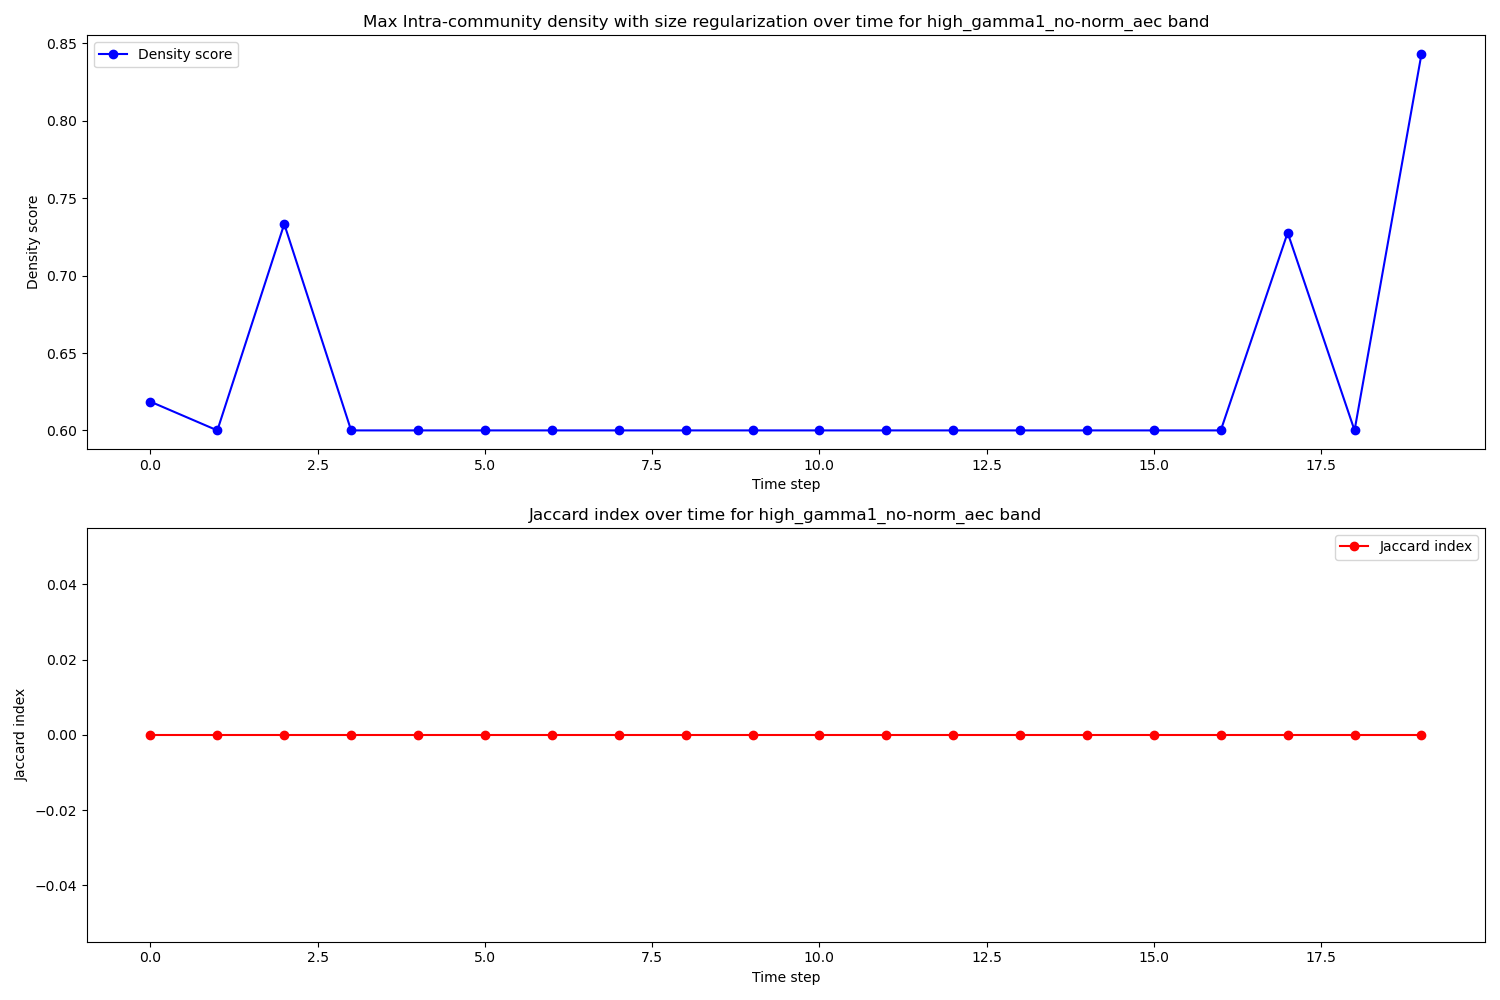 Max Intra-community density with size regularization over time for high_gamma1_no-norm_aec band
Density score
0.85
0.80
0.75
0.70
0.65
0.60
Density score
0.0 2.5 5.0 7.5 10.0 12.5 15.0 17.5
Time step
Jaccard index over time for high_gamma1_no-norm_aec band
Jaccard index
0.04
0.02
0.00
−0.02
−0.04
Jaccard index
0.0 2.5 5.0 7.5 10.0 12.5 15.0 17.5
Time step